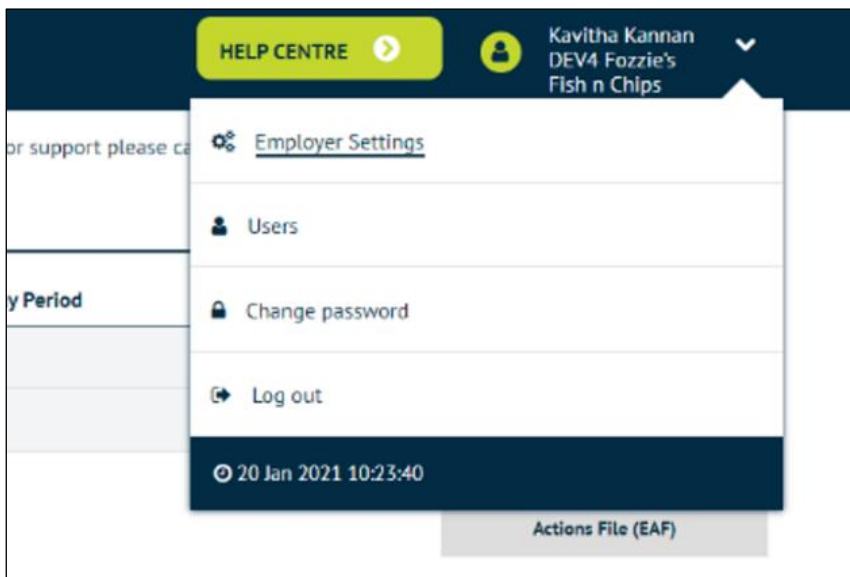 HELP CENTRE
Kavitha Kannan
DEV4 Fozzie's
Fish n Chips
or support please ca
Employer Settings
Users
y Period
Change password
Log out
20 Jan 2021 10:23:40
Actions File (EAF)